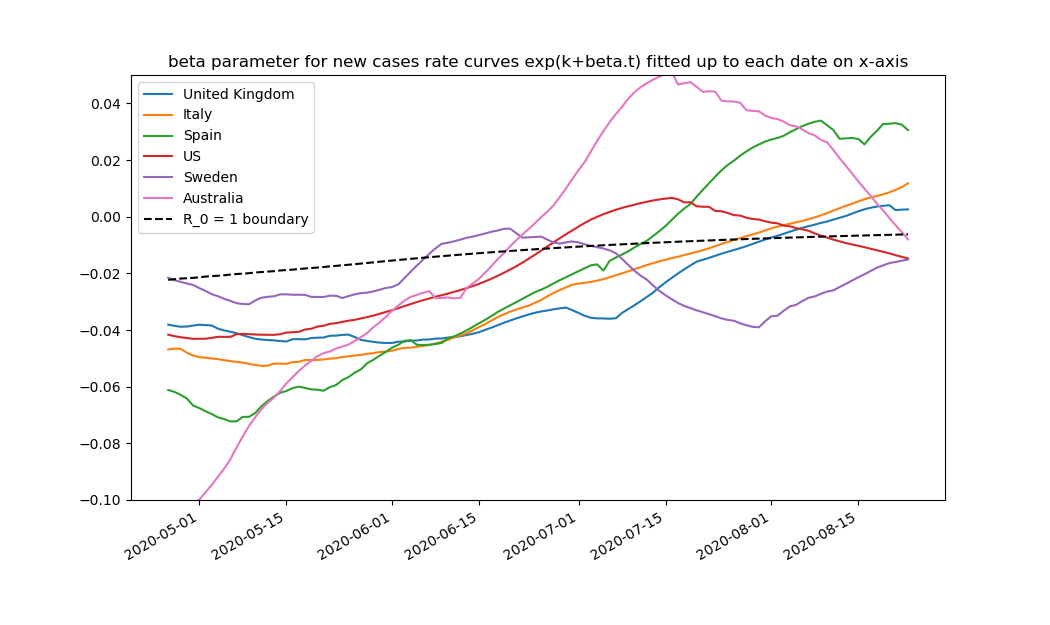 beta parameter for new cases rate curves exp(k+beta.t) fitted up to each date on x-axis
United Kingdom
Italy
Spain
US
Sweden
Australia
R_0 = 1 boundary
0.04
0.02
0.00
−0.02
−0.04
−0.06
−0.08
−0.10
2020-05-01
2020-05-15
2020-06-01
2020-06-15
2020-07-01
2020-07-15
2020-08-01
2020-08-15